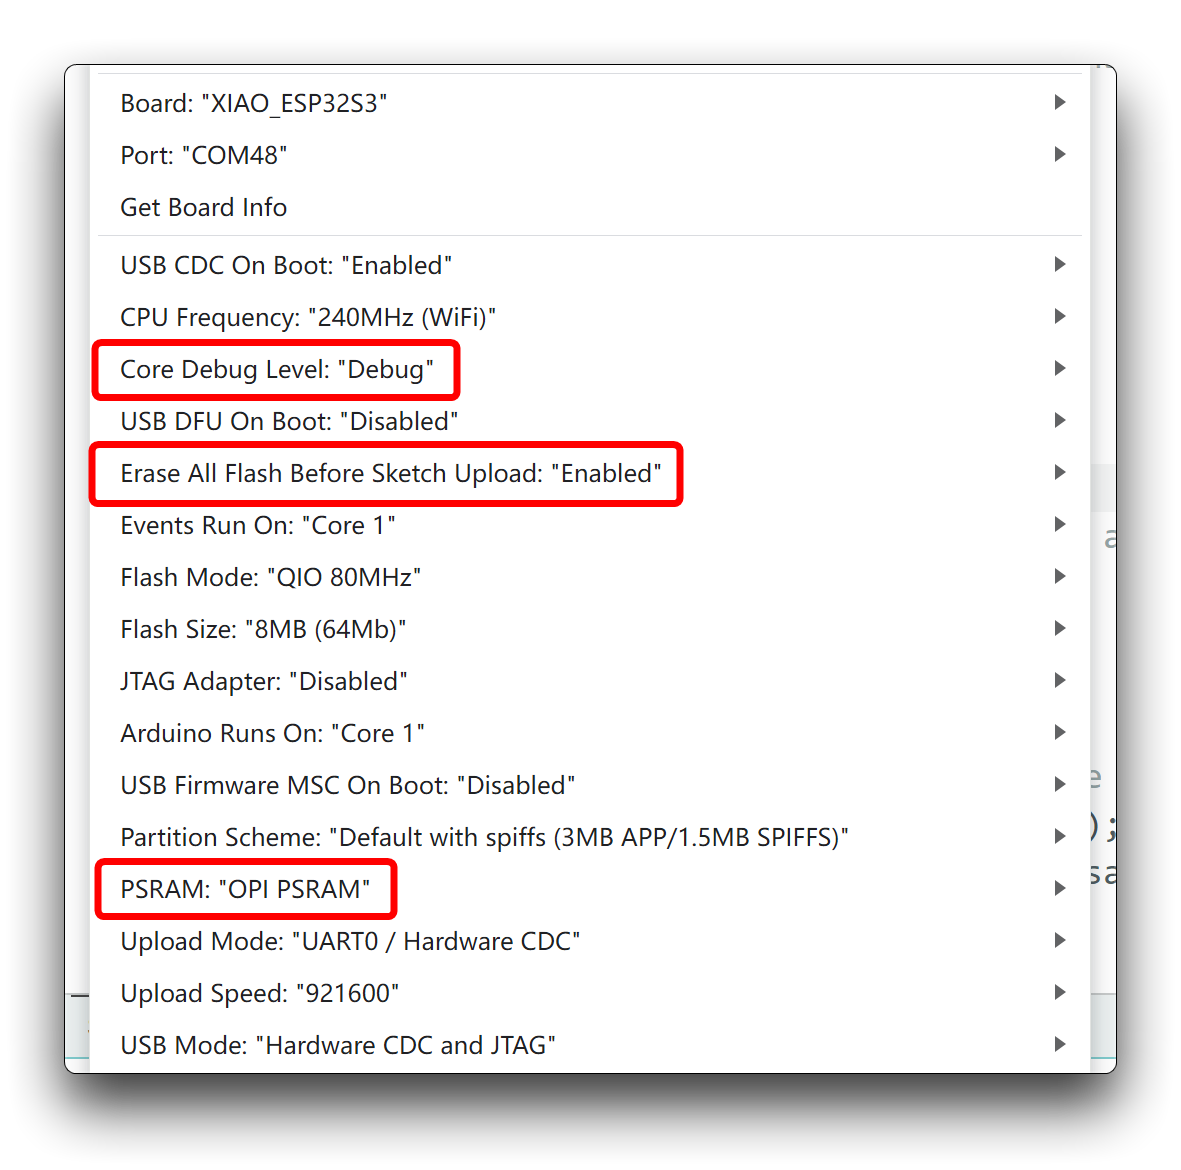 Board: "XIAO_ESP32S3"
Port: "COM48"
Get Board Info
USB CDC On Boot: "Enabled"
CPU Frequency: "240MHz (WiFi)"
Core Debug Level: "Debug"
USB DFU On Boot: "Disabled"
Erase All Flash Before Sketch Upload: "Enabled"
Events Run On: "Core 1"
Flash Mode: "QIO 80MHz"
Flash Size: "8MB (64Mb)"
JTAG Adapter: "Disabled"
Arduino Runs On: "Core 1"
USB Firmware MSC On Boot: "Disabled"
Partition Scheme: "Default with spiffs (3MB APP/1.5MB SPIFFS)"
PSRAM: "OPI PSRAM"
Upload Mode: "UART0 / Hardware CDC"
Upload Speed: "921600"
USB Mode: "Hardware CDC and JTAG"